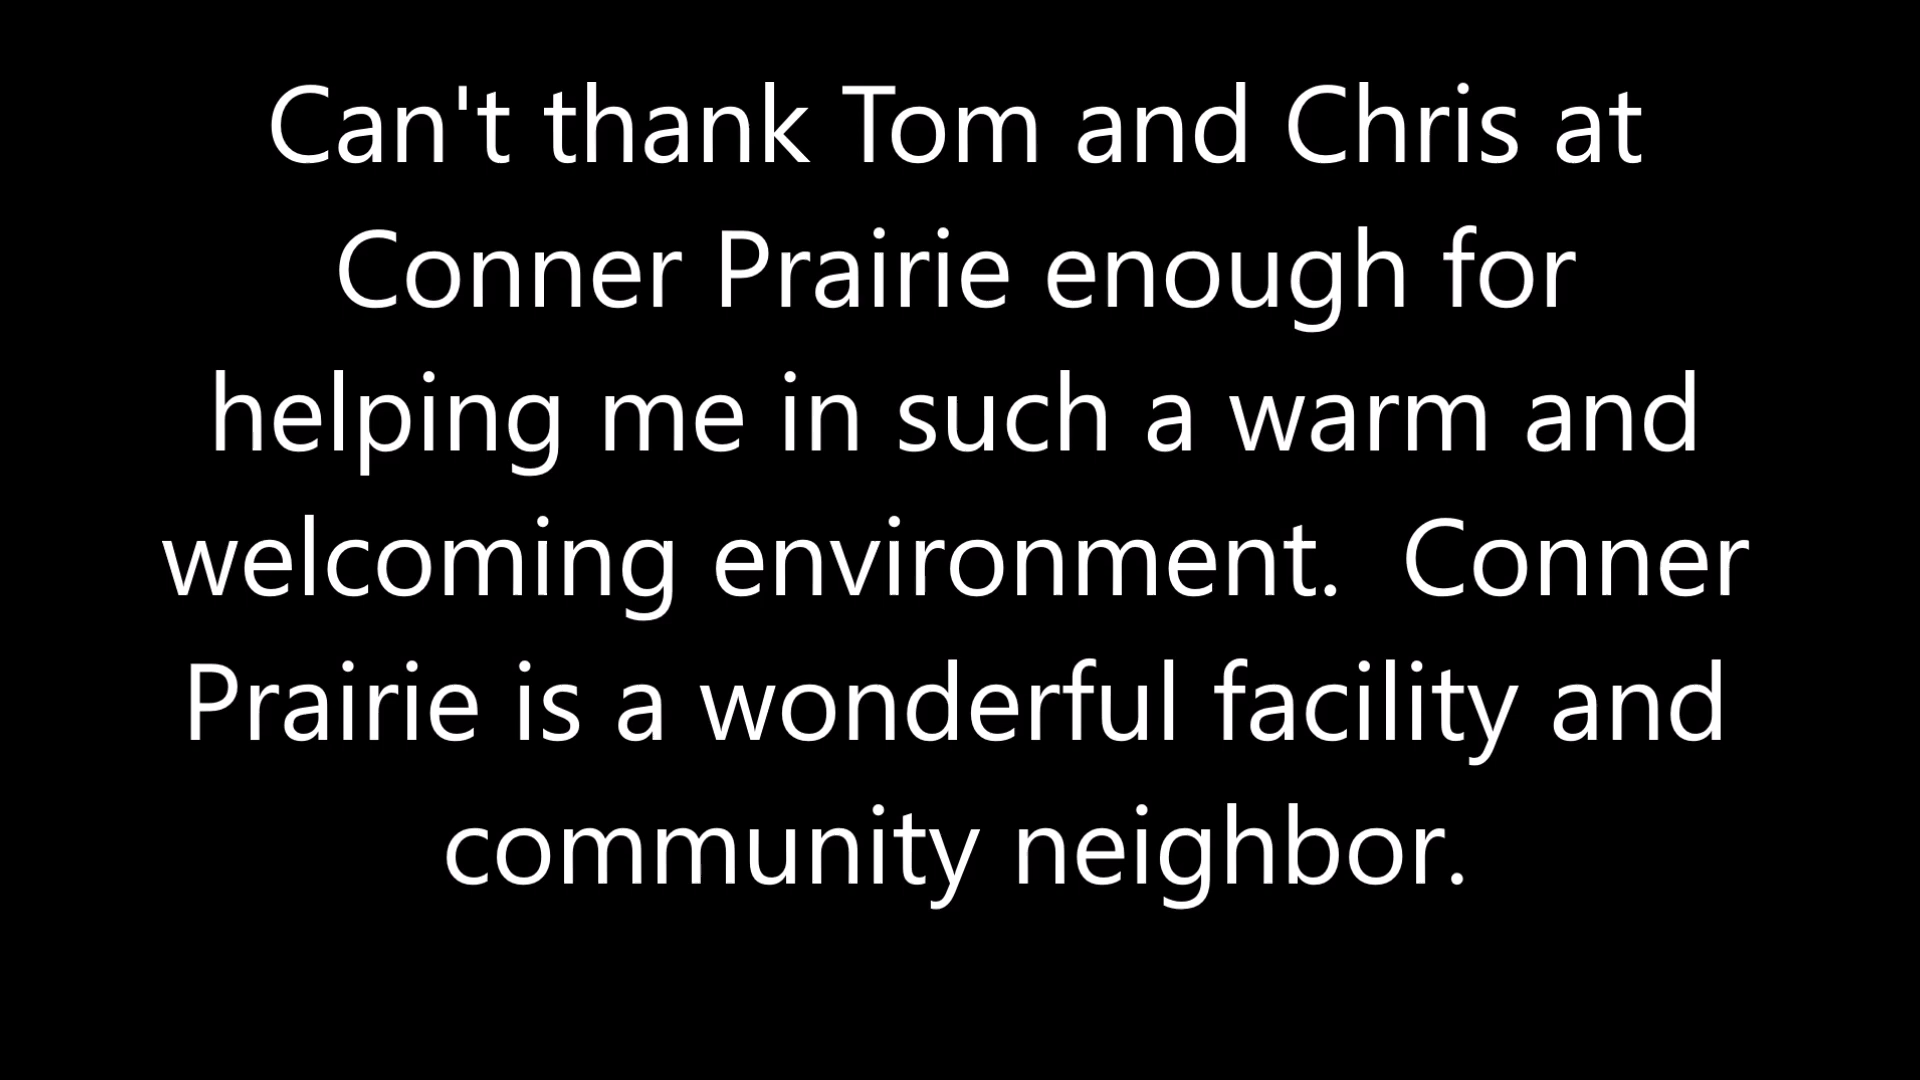 Can't thank Tom and Chris at
Conner Prairie enough for
helping me in such a warm and
welcoming environment.  Conner
Prairie is a wonderful facility and
community neighbor.